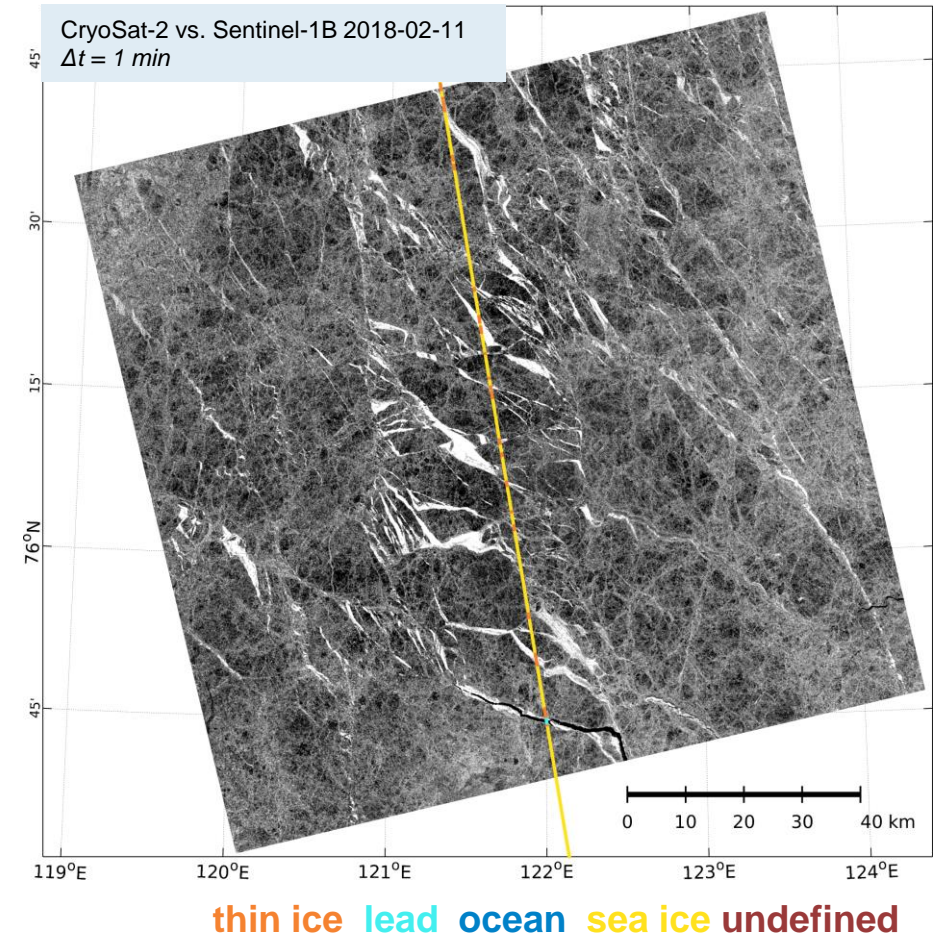 CryoSat-2 vs. Sentinel-1B 2018-02-11
Δt = 1 min
45'
30'
15'
76°N
45'
0 10 20 30 40 km
119°E 120°E 121°E 122°E 123°E 124°E
thin ice lead ocean sea ice undefined